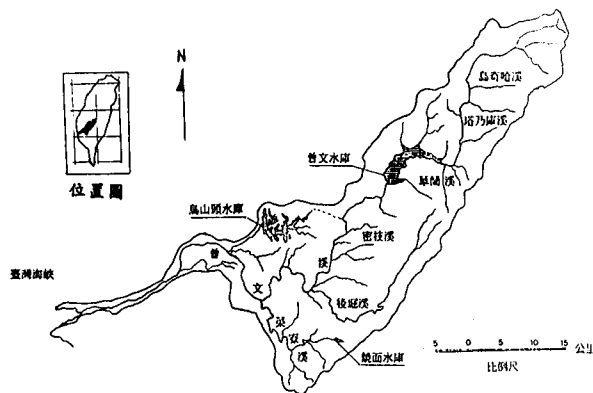 N
位置圖
烏奇哈溪
塔乃庫溪
曾文水庫
草蘭溪
烏山頭水庫
密枝溪
臺灣海峽
曾
文
溪
後堀溪
菜
寮
溪
鏡面水庫
5 0 5 10 15 公里
比例尺